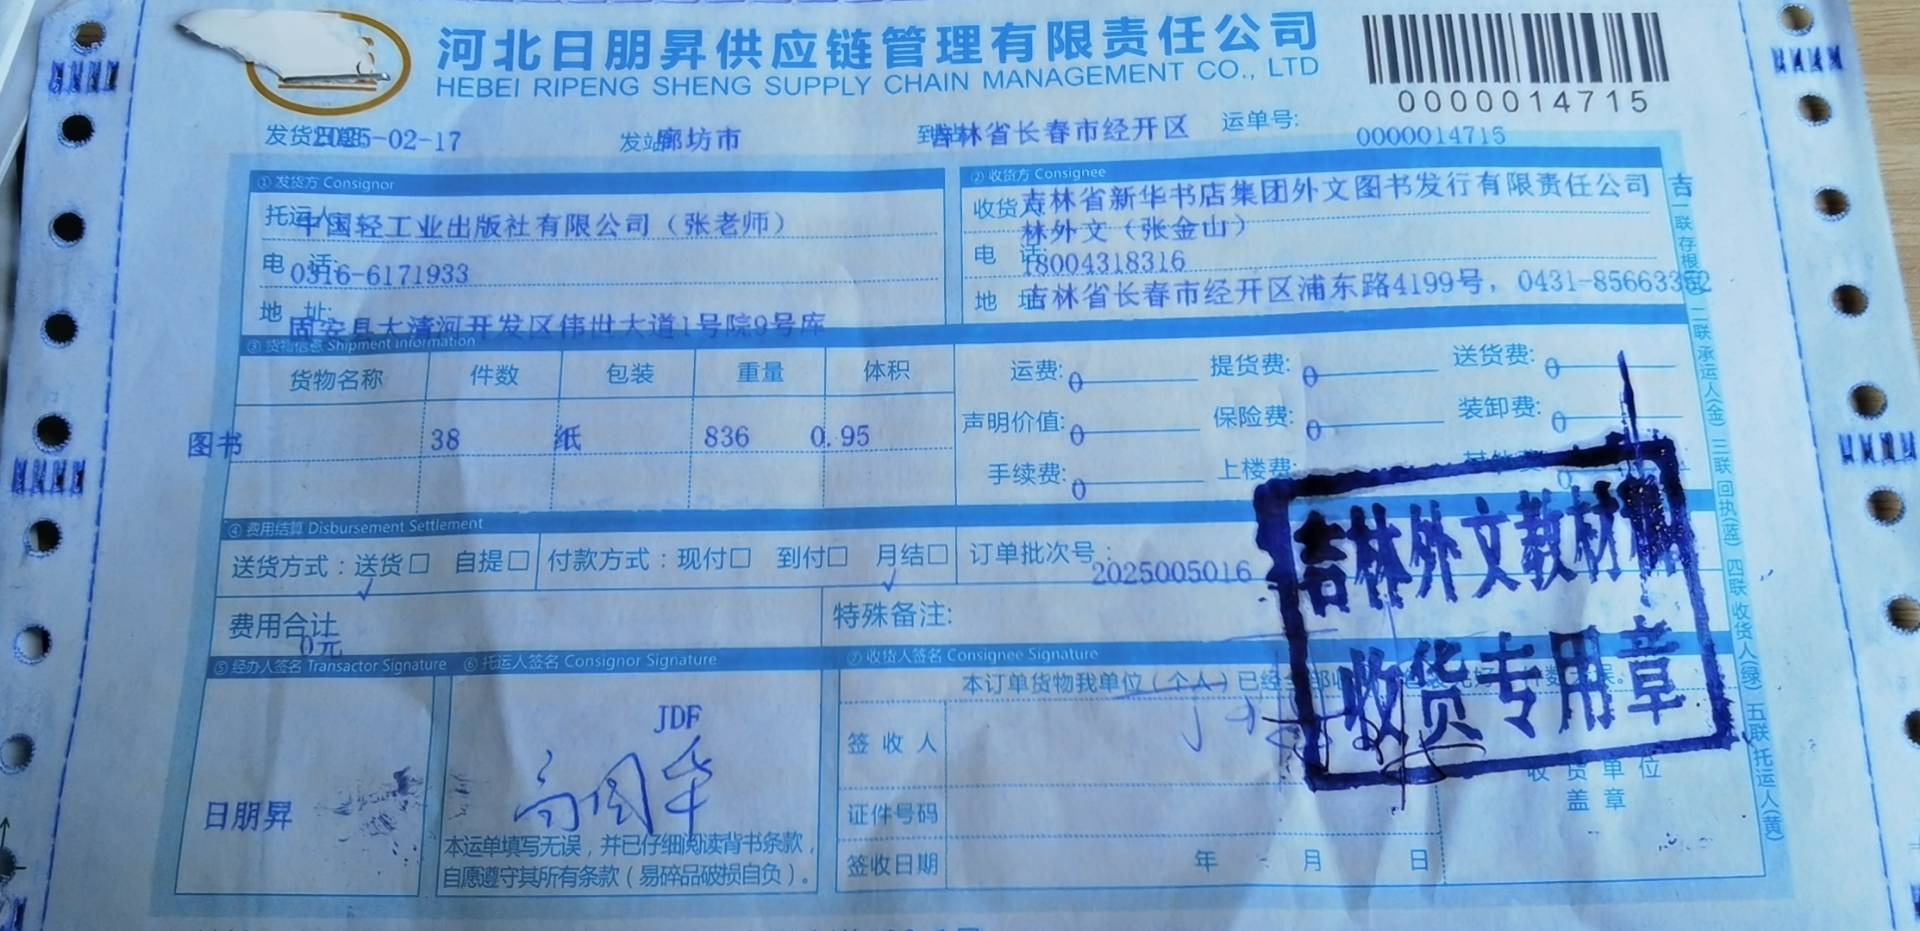 河北日朋昇供应链管理有限责任公司
HEBEI RIPENG SHENG SUPPLY CHAIN MANAGEMENT CO., LTD
0000014715
发货日期 2025-02-17 发站 廊坊市 到站 吉林省长春市经开区 运单号: 0000014715
① 发货方 Consignor
托运人 中国轻工业出版社有限公司（张老师）
电 话: 0316-6171933
地 址: 固安县大清河开发区伟世大道1号院9号库
② 收货方 Consignee
收货人 吉林省新华书店集团外文图书发行有限责任公司
林外文（张金山）
电 话: 18004318316
地 址 吉林省长春市经开区浦东路4199号, 0431-85663352
③ 货物信息 Shipment Information
货物名称 件数 包装 重量 体积
图书 38 纸 836 0.95
运费: 0 提货费: 0 送货费: 0
声明价值: 0 保险费: 0 装卸费: 0
手续费: 0 上楼费: 其他费 0
④ 费用结算 Disbursement Settlement
送货方式：送货□ 自提□ 付款方式：现付□ 到付□ 月结□ 订单批次号: 2025005016
√ √
费用合计 0元 特殊备注:
⑤ 经办人签名 Transactor Signature ⑥ 托运人签名 Consignor Signature ⑦ 收货人签名 Consignee Signature
日朋昇
JDF
本运单填写无误，并已仔细阅读背书条款，
自愿遵守其所有条款（易碎品破损自负）。
本订单货物我单位（个人）已经
签 收 人
证件号码
签收日期 年 月 日
收 货 单 位
盖 章
吉林外文教材
收货专用章
一联存根 二联承运人(金) 三联回执(蓝) 四联收货人(绿) 五联托运人(黄)